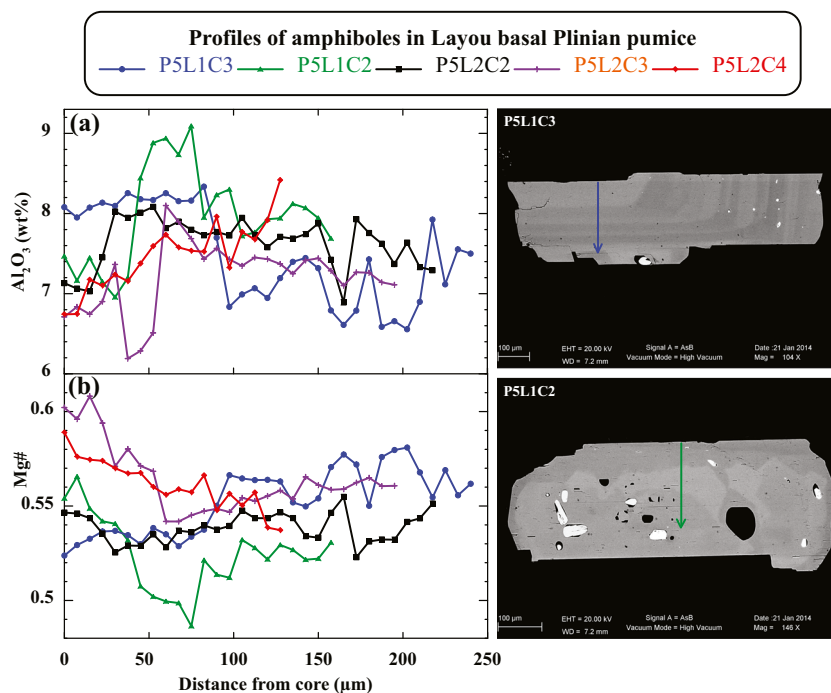 Profiles of amphiboles in Layou basal Plinian pumice
P5L1C3 P5L1C2 P5L2C2 P5L2C3 P5L2C4
(a)
9
8
7
6
Al2O3 (wt%)
(b)
0.6
0.55
0.5
Mg#
0 50 100 150 200 250
Distance from core (µm)
P5L1C3
100 µm
EHT = 20.00 kV Signal A = AsB Date :21 Jan 2014
WD = 7.2 mm Vacuum Mode = High Vacuum Mag = 104 X
P5L1C2
100 µm
EHT = 20.00 kV Signal A = AsB Date :21 Jan 2014
WD = 7.2 mm Vacuum Mode = High Vacuum Mag = 146 X